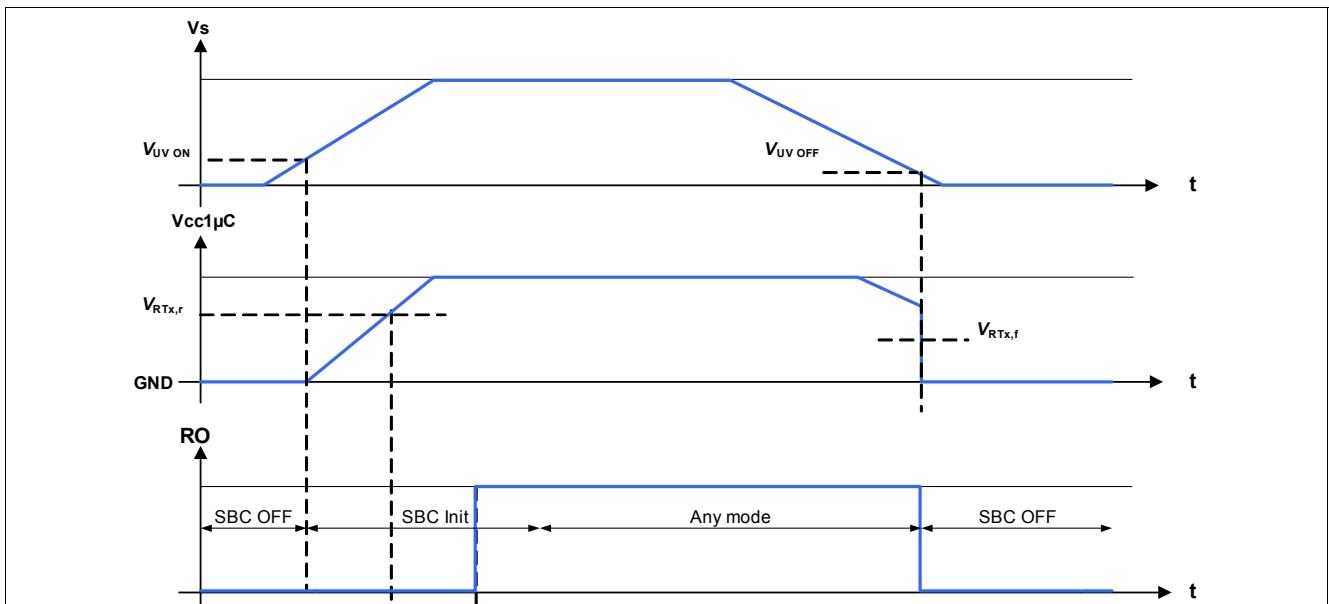 Vs
VUV ON
VUV OFF
t
Vcc1µC
VRTx,r
VRTx,f
GND
t
RO
SBC OFF
SBC Init
Any mode
SBC OFF
t